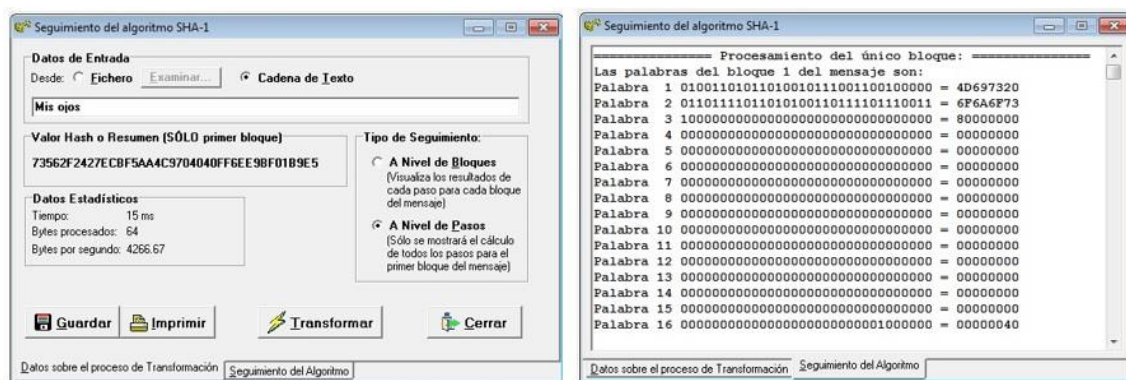 Seguimiento del algoritmo SHA-1
Datos de Entrada
Desde: Fichero Examinar... Cadena de Texto
Mis ojos
Valor Hash o Resumen (SÓLO primer bloque)
73562F2427ECBF5AA4C9704040FF6EE9BF01B9E5
Datos Estadísticos
Tiempo: 15 ms
Bytes procesados: 64
Bytes por segundo: 4266.67
Tipo de Seguimiento:
A Nivel de Bloques
(Visualiza los resultados de
cada paso para cada bloque
del mensaje)
A Nivel de Pasos
(Sólo se mostrará el cálculo
de todos los pasos para el
primer bloque del mensaje)
Guardar Imprimir Transformar Cerrar
Datos sobre el proceso de Transformación Seguimiento del Algoritmo
Seguimiento del algoritmo SHA-1
================ Procesamiento del único bloque: ================
Las palabras del bloque 1 del mensaje son:
Palabra 1 01001101011010010111001100100000 = 4D697320
Palabra 2 01101111011010100110111101110011 = 6F6A6F73
Palabra 3 10000000000000000000000000000000 = 80000000
Palabra 4 00000000000000000000000000000000 = 00000000
Palabra 5 00000000000000000000000000000000 = 00000000
Palabra 6 00000000000000000000000000000000 = 00000000
Palabra 7 00000000000000000000000000000000 = 00000000
Palabra 8 00000000000000000000000000000000 = 00000000
Palabra 9 00000000000000000000000000000000 = 00000000
Palabra 10 00000000000000000000000000000000 = 00000000
Palabra 11 00000000000000000000000000000000 = 00000000
Palabra 12 00000000000000000000000000000000 = 00000000
Palabra 13 00000000000000000000000000000000 = 00000000
Palabra 14 00000000000000000000000000000000 = 00000000
Palabra 15 00000000000000000000000000000000 = 00000000
Palabra 16 00000000000000000000000001000000 = 00000040
Datos sobre el proceso de Transformación Seguimiento del Algoritmo